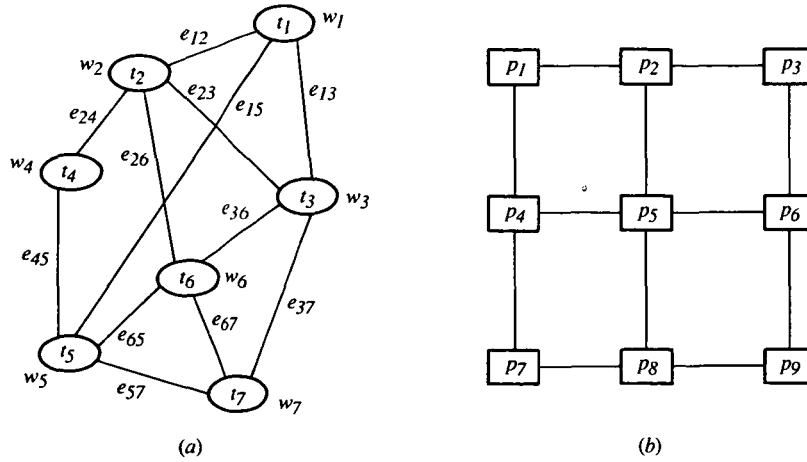 t1 w1
e12
w2 t2
e23 e15 e13
e24
e26
w4 t4
t3 w3
e36
e45
t6 w6
e37
e65 e67
t5
w5
e57
t7 w7
(a)
p1 p2 p3
p4 p5 p6
p7 p8 p9
(b)